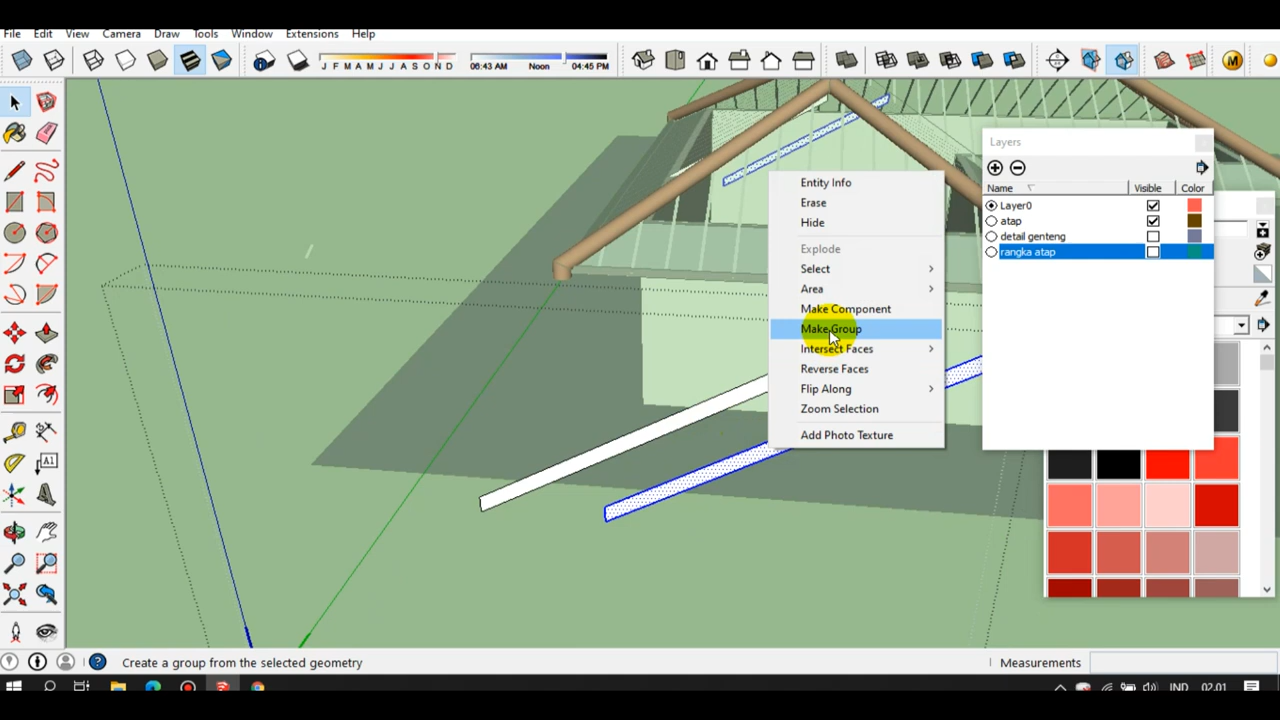 File Edit View Camera Draw Tools Window Extensions Help
J F M A M J J A S O N D
06:43 AM Noon 04:45 PM
M
Layers
Name Visible Color
Layer0
atap
detail genteng
rangka atap
Entity Info
Erase
Hide
Explode
Select
Area
Make Component
Make Group
Intersect Faces
Reverse Faces
Flip Along
Zoom Selection
Add Photo Texture
A1
Create a group from the selected geometry
Measurements
IND 02.01